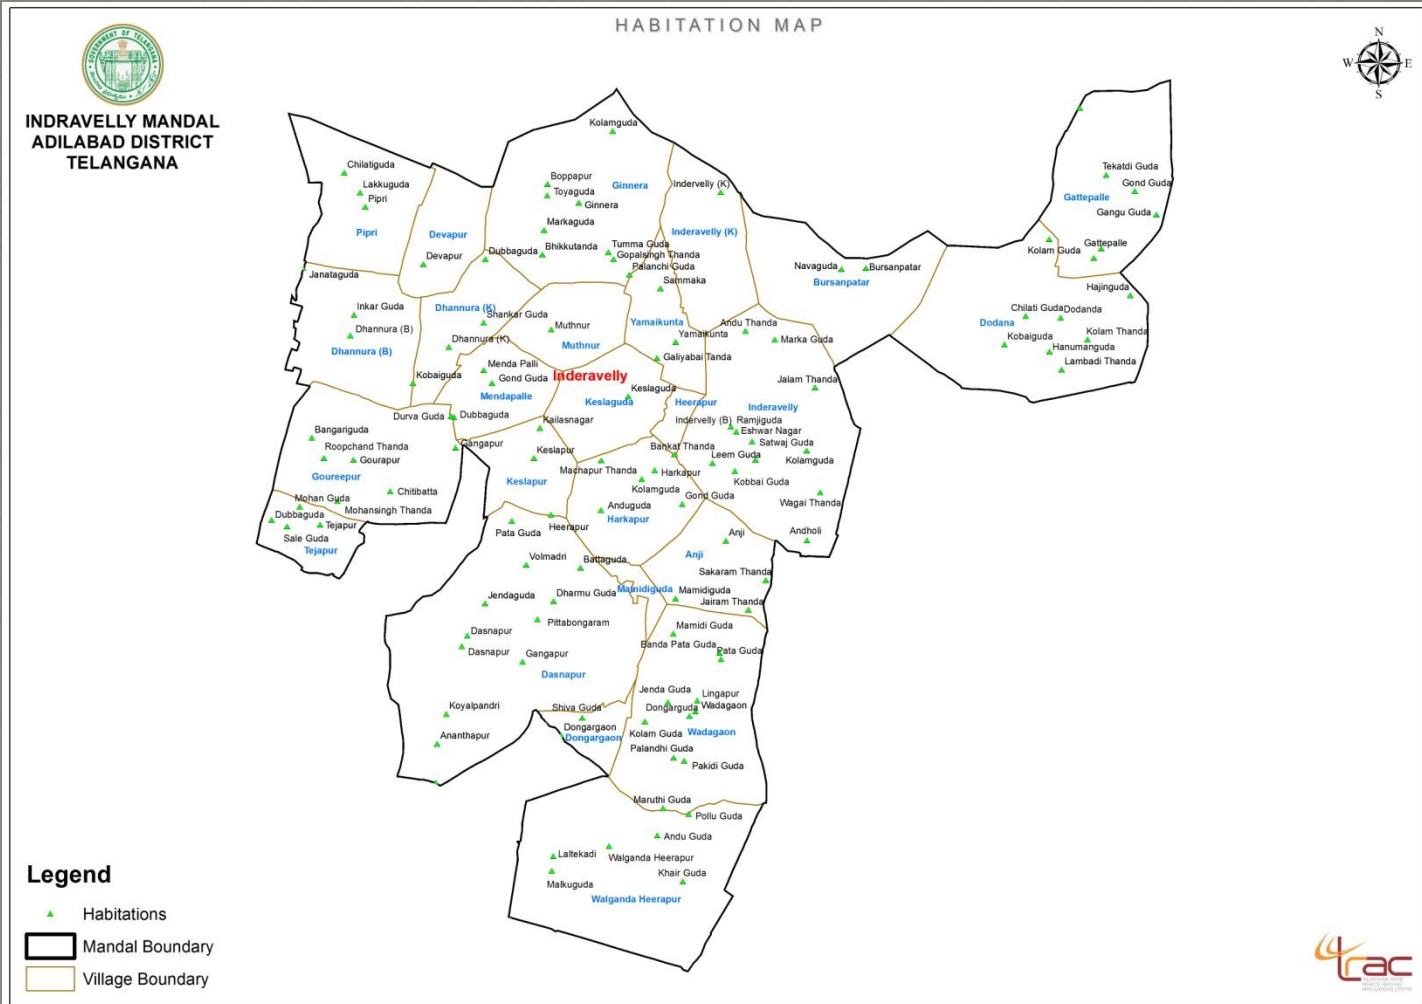 HABITATION MAP
N
W E
S
GOVERNMENT OF TELANGANA
INDRAVELLY MANDAL
ADILABAD DISTRICT
TELANGANA
Kolamguda
Chilatiguda
Lakkuguda
Pipri
Pipri
Boppapur
Toyaguda
Ginnera
Ginnera
Indervelly (K)
Tekatdi Guda
Gond Guda
Gattepalle
Gangu Guda
Markaguda
Devapur
Inderavelly (K)
Bhikkutanda
Tumma Guda
Gopalsingh Thanda
Dubbaguda
Devapur
Palanchi Guda
Kolam Guda
Gattepalle
Janataguda
Sammaka
Navaguda
Bursanpatar
Bursanpatar
Hajinguda
Inkar Guda
Dhannura (K)
Shankar Guda
Chilati Guda
Dodanda
Dodana
Dhannura (B)
Muthnur
Yamaikunta
Yamaikunta
Andu Thanda
Marka Guda
Kolam Thanda
Kobaiguda
Hanumanguda
Dhannura (B)
Dhannura (K)
Muthnur
Galiyabai Tanda
Lambadi Thanda
Menda Palli
Gond Guda
Inderavelly
Kobaiguda
Jalam Thanda
Mendapalle
Keslaguda
Keslaguda
Heerapur
Inderavelly
Durva Guda
Dubbaguda
Kailasnagar
Indervelly (B)
Ramjiguda
Eshwar Nagar
Bangariguda
Roopchand Thanda
Gangapur
Keslapur
Bankat Thanda
Satwaj Guda
Leem Guda
Kolamguda
Gourapur
Goureepur
Keslapur
Machapur Thanda
Harkapur
Kobbai Guda
Chitibatta
Kolamguda
Gond Guda
Mohan Guda
Mohansingh Thanda
Anduguda
Harkapur
Wagai Thanda
Dubbaguda
Tejapur
Sale Guda
Tejapur
Pata Guda
Heerapur
Andholi
Anji
Anji
Volmadri
Battaguda
Sakaram Thanda
Mamidiguda
Mamidiguda
Jendaguda
Dharmu Guda
Jairam Thanda
Pittabongaram
Mamidi Guda
Dasnapur
Banda Pata Guda
Pata Guda
Dasnapur
Gangapur
Dasnapur
Jenda Guda
Lingapur
Koyalpandri
Shiva Guda
Dongarguda
Wadagaon
Dongargaon
Dongargaon
Kolam Guda
Wadagaon
Ananthapur
Palandhi Guda
Pakidi Guda
Maruthi Guda
Pollu Guda
Andu Guda
Laltekadi
Walganda Heerapur
Khair Guda
Malkuguda
Walganda Heerapur
Legend
Habitations
Mandal Boundary
Village Boundary
trac